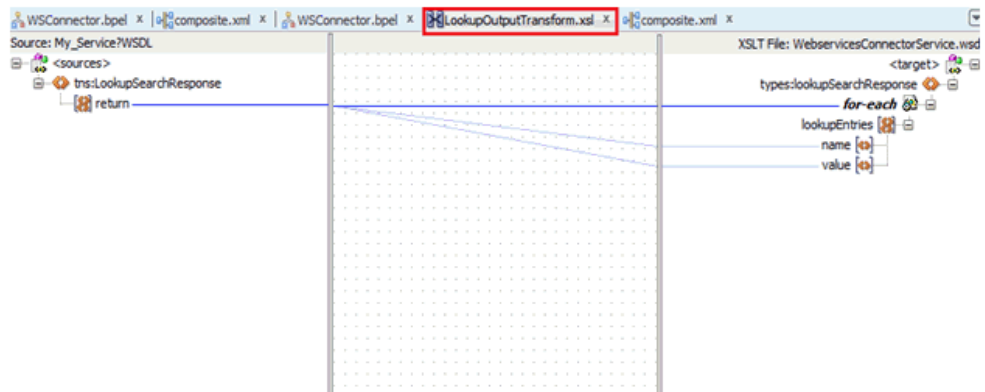 WSConnector.bpel x composite.xml x WSConnector.bpel x LookupOutputTransform.xsl x composite.xml x
Source: My_Service?WSDL
XSLT File: WebservicesConnectorService.wsd
<sources>
<target>
tns:LookupSearchResponse
types:lookupSearchResponse
return
for-each
lookupEntries
name
value